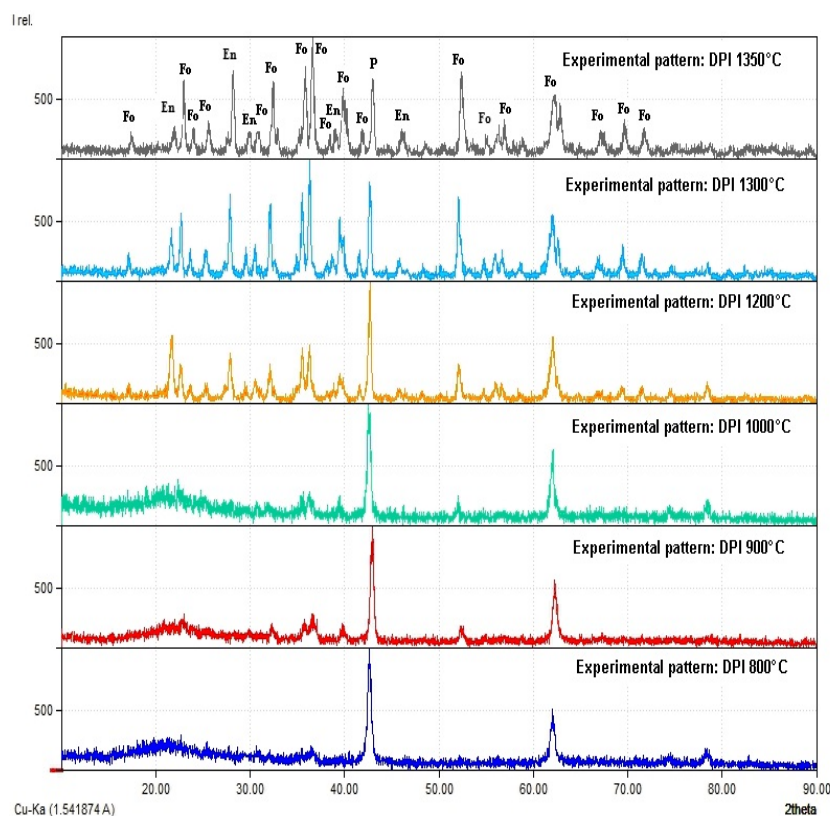 I rel.
Experimental pattern: DPI 1350°C
500
Fo
En
Fo
Fo
Fo
En
En
Fo
Fo
Fo
Fo
Fo
En
Fo
Fo
P
En
Fo
Fo
Fo
Fo
Fo
Fo
Fo
Experimental pattern: DPI 1300°C
500
Experimental pattern: DPI 1200°C
500
Experimental pattern: DPI 1000°C
500
Experimental pattern: DPI 900°C
500
Experimental pattern: DPI 800°C
500
20.00 30.00 40.00 50.00 60.00 70.00 80.00 90.00
Cu-Ka (1.541874 A) 2theta